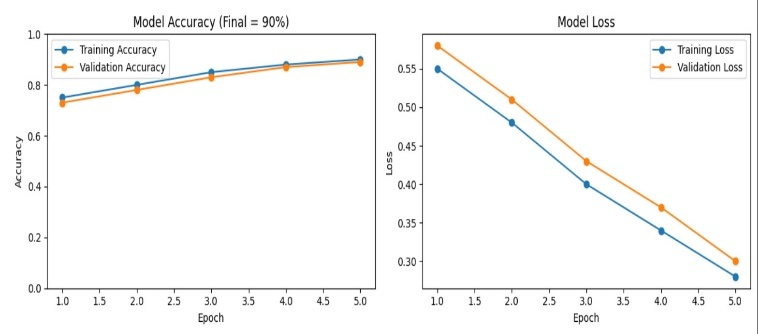 Model Accuracy (Final = 90%)
1.0
0.8
0.6
0.4
0.2
0.0
Accuracy
Training Accuracy
Validation Accuracy
1.0 1.5 2.0 2.5 3.0 3.5 4.0 4.5 5.0
Epoch
Model Loss
0.55
0.50
0.45
0.40
0.35
0.30
Loss
Training Loss
Validation Loss
1.0 1.5 2.0 2.5 3.0 3.5 4.0 4.5 5.0
Epoch